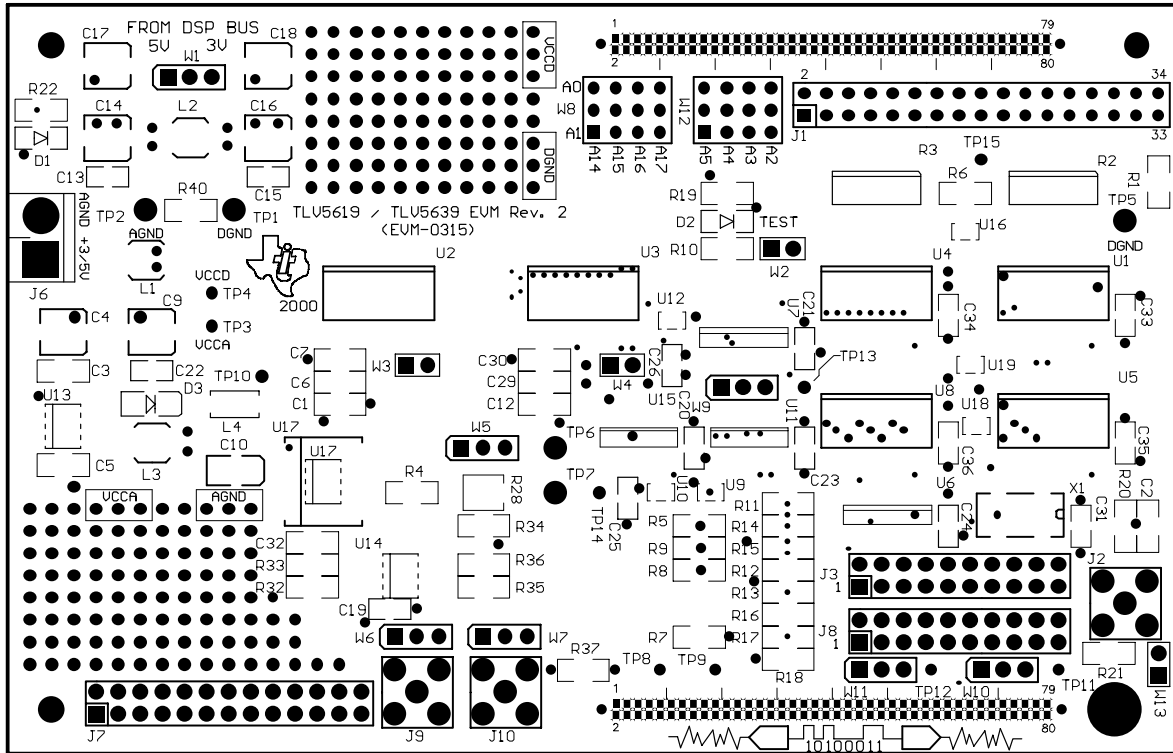 FROM DSP BUS
5V 3V
C17
C18
W1
R22
C14
L2
C16
D1
C13
R40
C15
TP2
TP1
AGND
DGND
AGND +3/5V
J6
L1
VCCD
TP4
TP3
VCCA
2000
VCCD
DGND
TLV5619 / TLV5639 EVM Rev. 2
(EVM-0315)
1
79
2
80
A0
W8
A1
A14
A15
A16
A17
W12
A5
A4
A3
A2
2
34
J1
33
TP15
R3
R6
R2
R1
R19
D2
TEST
R10
W2
U16
TP5
DGND
U2
U3
U4
U1
C4
C9
C3
C22
TP10
U13
D3
L4
C5
L3
C10
C7
C6
C1
W3
C30
C29
C12
W4
U12
C26
U15
U7
C21
TP13
C34
C33
U19
U8
U5
C20
W9
U11
U18
C36
C35
U17
U17
W5
TP6
TP7
R4
R28
TP14
C25
U10
U9
C23
U6
C24
X1
C31
R20
C2
VCCA
AGND
R34
R36
R35
C32
R33
R32
U14
C19
R5
R9
R8
R7
R11
R14
R15
R12
R13
R16
R17
R18
J3
1
J8
1
J2
W6
W7
R37
TP8
TP9
W11
TP12
W10
TP11
R21
W13
J7
J9
J10
1
79
2
80
10100011